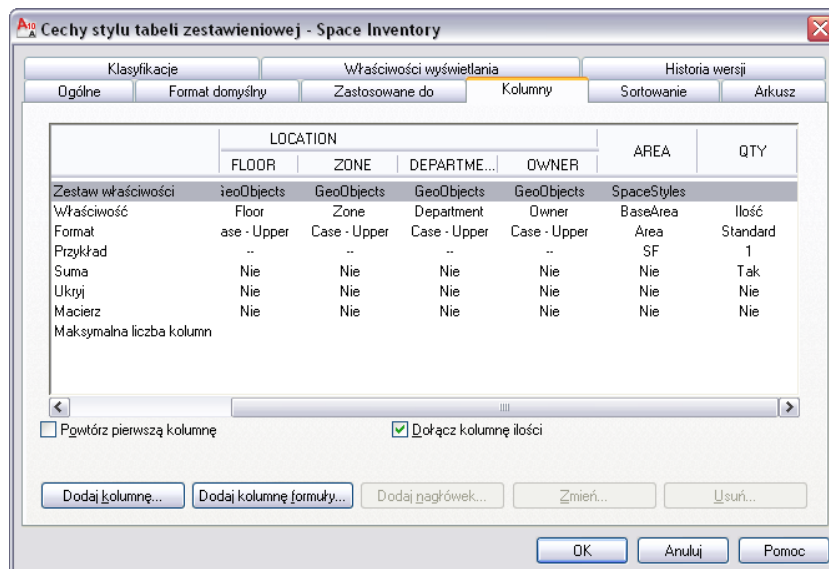 Cechy stylu tabeli zestawieniowej - Space Inventory
Klasyfikacje Właściwości wyświetlania Historia wersji
Ogólne Format domyślny Zastosowane do Kolumny Sortowanie Arkusz
LOCATION AREA QTY
FLOOR ZONE DEPARTME... OWNER
Zestaw właściwości GeoObjects GeoObjects GeoObjects GeoObjects SpaceStyles
Właściwość Floor Zone Department Owner BaseArea Ilość
Format ase - Upper Case - Upper Case - Upper Case - Upper Area Standard
Przykład -- -- -- -- SF 1
Suma Nie Nie Nie Nie Nie Tak
Ukryj Nie Nie Nie Nie Nie Nie
Macierz Nie Nie Nie Nie Nie Nie
Maksymalna liczba kolumn
Powtórz pierwszą kolumnę Dołącz kolumnę ilości
Dodaj kolumnę... Dodaj kolumnę formuły... Dodaj nagłówek... Zmień... Usuń...
OK Anuluj Pomoc